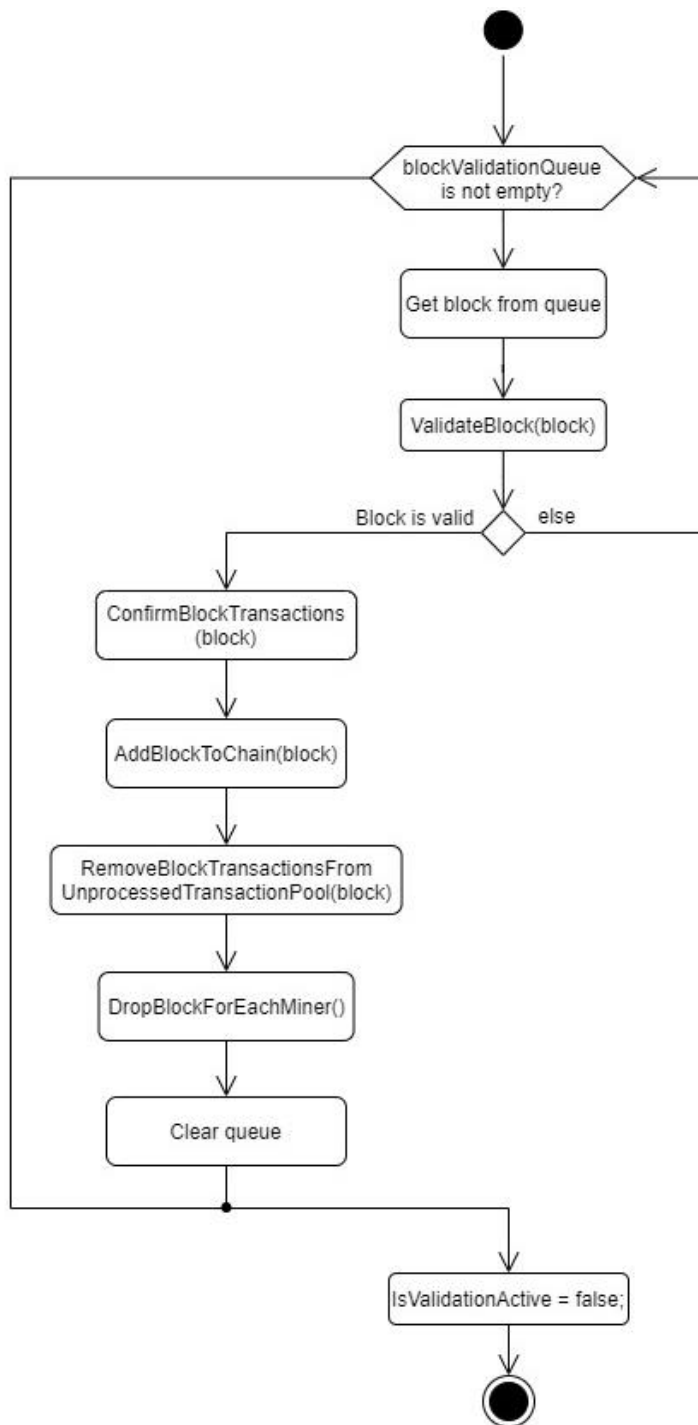 blockValidationQueue
is not empty?
Get block from queue
ValidateBlock(block)
Block is valid
else
ConfirmBlockTransactions
(block)
AddBlockToChain(block)
RemoveBlockTransactionsFrom
UnprocessedTransactionPool(block)
DropBlockForEachMiner()
Clear queue
IsValidationActive = false;